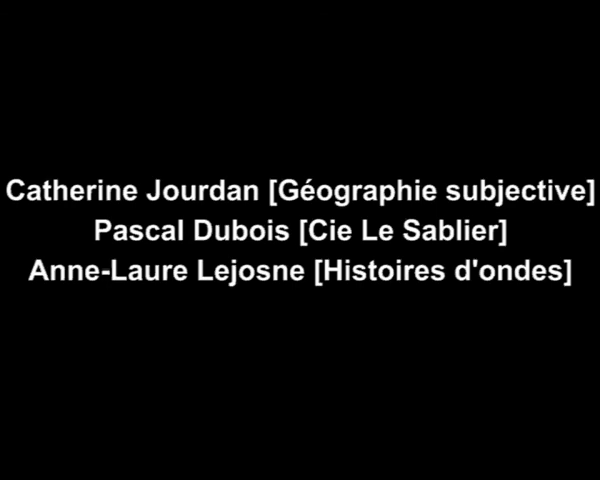 Catherine Jourdan [Géographie subjective]
Pascal Dubois [Cie Le Sablier]
Anne-Laure Lejosne [Histoires d'ondes]